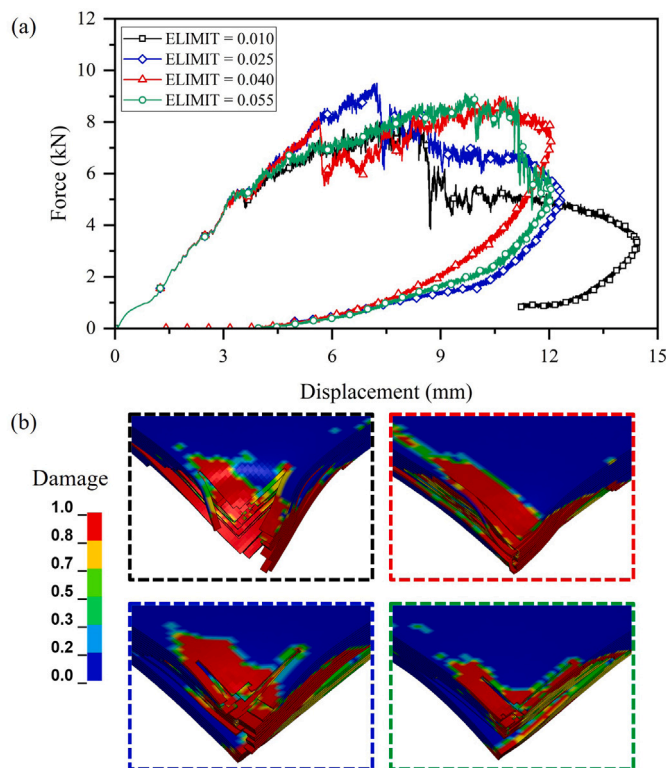 (a)
12
10
8
6
4
2
0
Force (kN)
ELIMIT = 0.010
ELIMIT = 0.025
ELIMIT = 0.040
ELIMIT = 0.055
0 3 6 9 12 15
Displacement (mm)
(b)
Damage
1.0
0.8
0.7
0.5
0.3
0.2
0.0